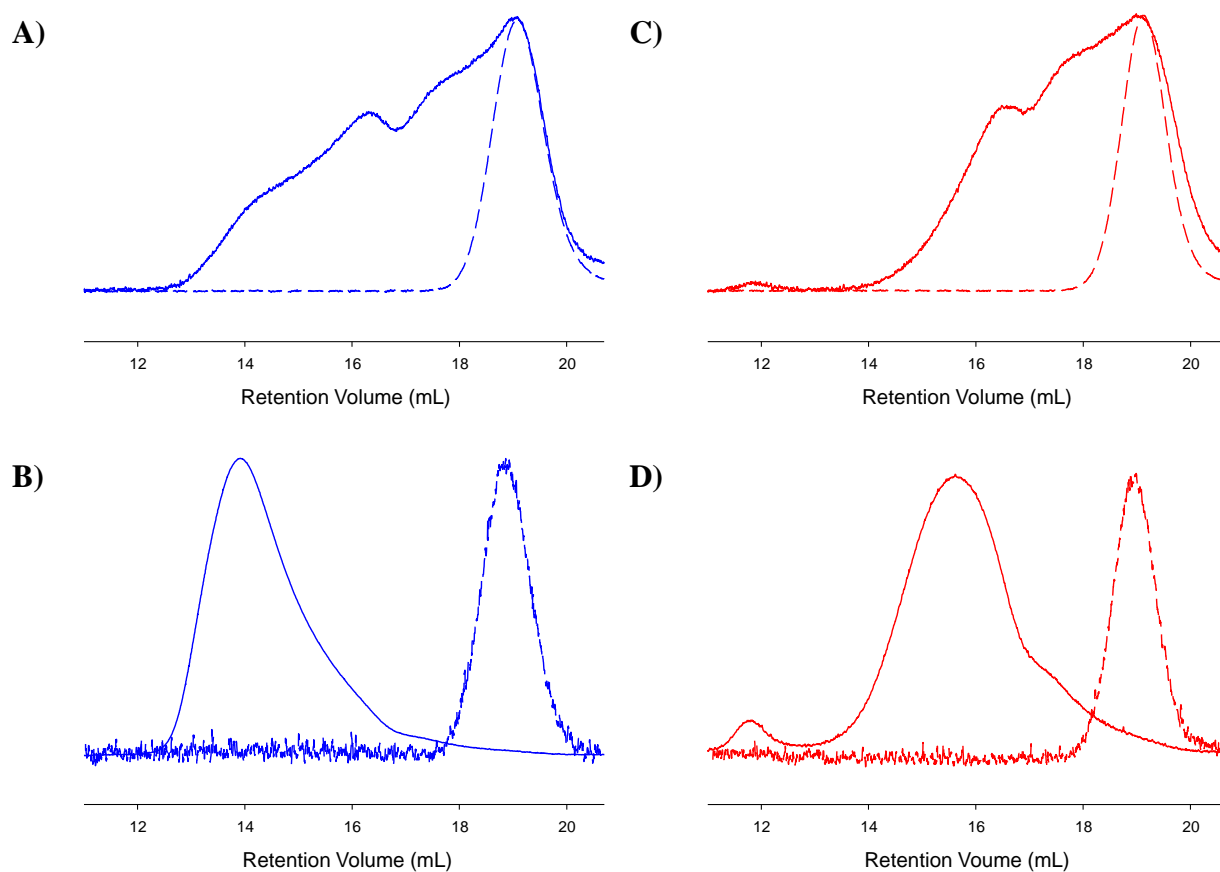 A)
12 14 16 18 20
Retention Volume (mL)
C)
12 14 16 18 20
Retention Volume (mL)
B)
12 14 16 18 20
Retention Volume (mL)
D)
12 14 16 18 20
Retention Voume (mL)